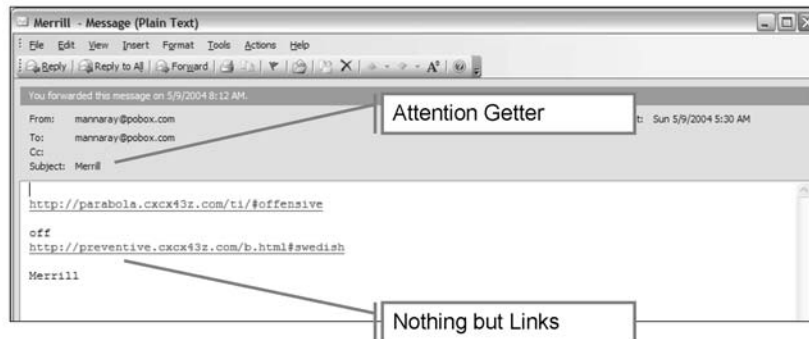 Merrill - Message (Plain Text)
File Edit View Insert Format Tools Actions Help
Reply Reply to All Forward
You forwarded this message on 5/9/2004 8:12 AM.
From: mannaray@pobox.com
t: Sun 5/9/2004 5:30 AM
To: mannaray@pobox.com
Cc:
Subject: Merrill
Attention Getter
http://parabola.cxcx43z.com/ti/#offensive
off
http://preventive.cxcx43z.com/b.html#swedish
Merrill
Nothing but Links